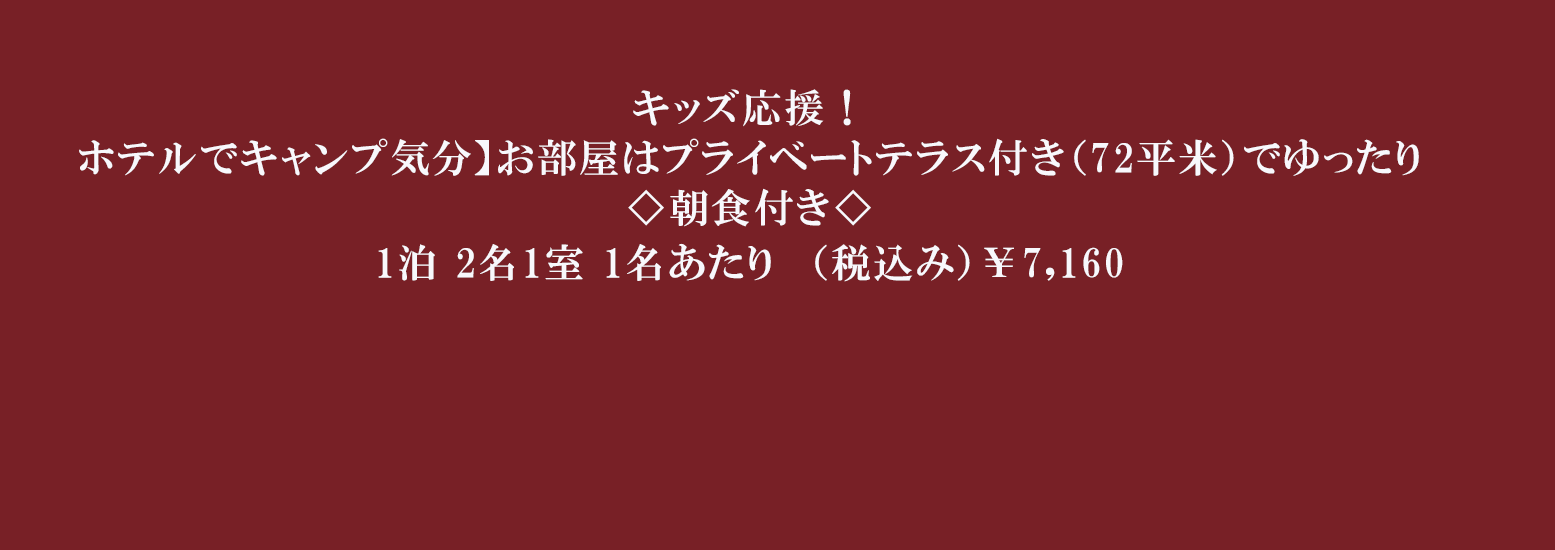 キッズ応援！
ホテルでキャンプ気分】お部屋はプライベートテラス付き（72平米）でゆったり
◇朝食付き◇
1泊 2名1室 1名あたり （税込み）￥7,160